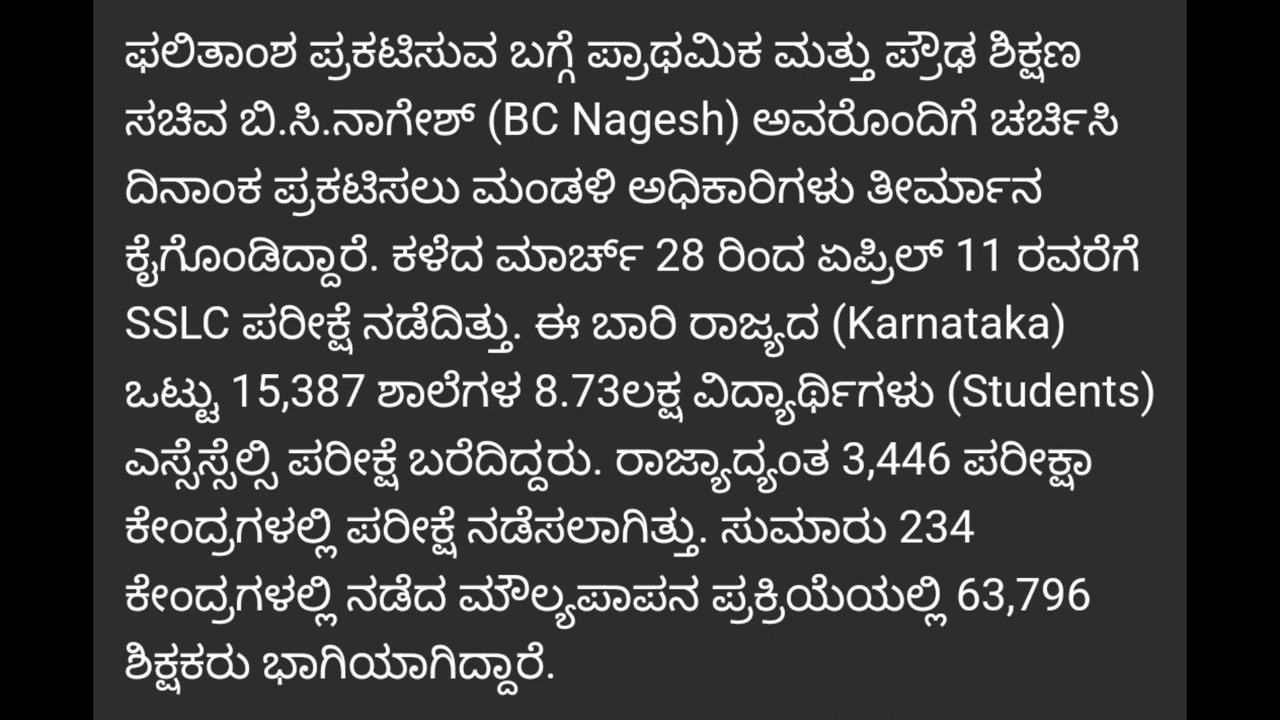 ಫಲಿತಾಂಶ ಪ್ರಕಟಿಸುವ ಬಗ್ಗೆ ಪ್ರಾಥಮಿಕ ಮತ್ತು ಪ್ರೌಢ ಶಿಕ್ಷಣ
ಸಚಿವ ಬಿ.ಸಿ.ನಾಗೇಶ್ (BC Nagesh) ಅವರೊಂದಿಗೆ ಚರ್ಚಿಸಿ
ದಿನಾಂಕ ಪ್ರಕಟಿಸಲು ಮಂಡಳಿ ಅಧಿಕಾರಿಗಳು ತೀರ್ಮಾನ
ಕೈಗೊಂಡಿದ್ದಾರೆ. ಕಳೆದ ಮಾರ್ಚ್ 28 ರಿಂದ ಏಪ್ರಿಲ್ 11 ರವರೆಗೆ
SSLC ಪರೀಕ್ಷೆ ನಡೆದಿತ್ತು. ಈ ಬಾರಿ ರಾಜ್ಯದ (Karnataka)
ಒಟ್ಟು 15,387 ಶಾಲೆಗಳ 8.73ಲಕ್ಷ ವಿದ್ಯಾರ್ಥಿಗಳು (Students)
ಎಸ್ಸೆಸ್ಸೆಲ್ಸಿ ಪರೀಕ್ಷೆ ಬರೆದಿದ್ದರು. ರಾಜ್ಯಾದ್ಯಂತ 3,446 ಪರೀಕ್ಷಾ
ಕೇಂದ್ರಗಳಲ್ಲಿ ಪರೀಕ್ಷೆ ನಡೆಸಲಾಗಿತ್ತು. ಸುಮಾರು 234
ಕೇಂದ್ರಗಳಲ್ಲಿ ನಡೆದ ಮೌಲ್ಯಪಾಪನ ಪ್ರಕ್ರಿಯೆಯಲ್ಲಿ 63,796
ಶಿಕ್ಷಕರು ಭಾಗಿಯಾಗಿದ್ದಾರೆ.